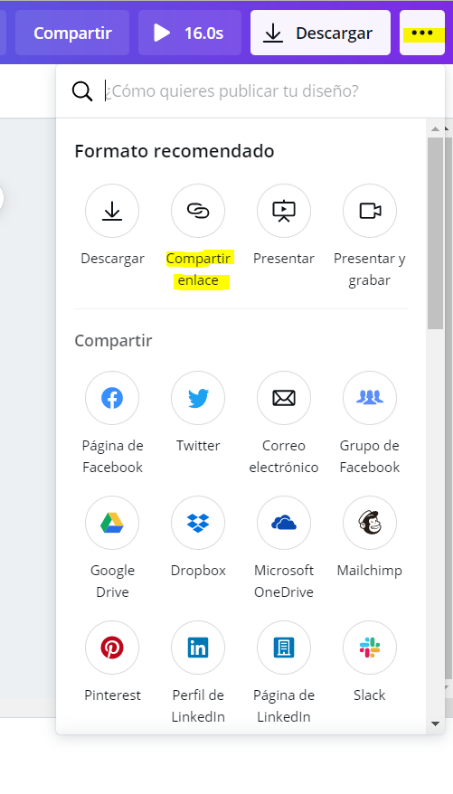 Compartir 16.0s Descargar ...
¿Cómo quieres publicar tu diseño?
Formato recomendado
Descargar Compartir enlace Presentar Presentar y grabar
Compartir
Página de Facebook Twitter Correo electrónico Grupo de Facebook
Google Drive Dropbox Microsoft OneDrive Mailchimp
Pinterest Perfil de LinkedIn Página de LinkedIn Slack